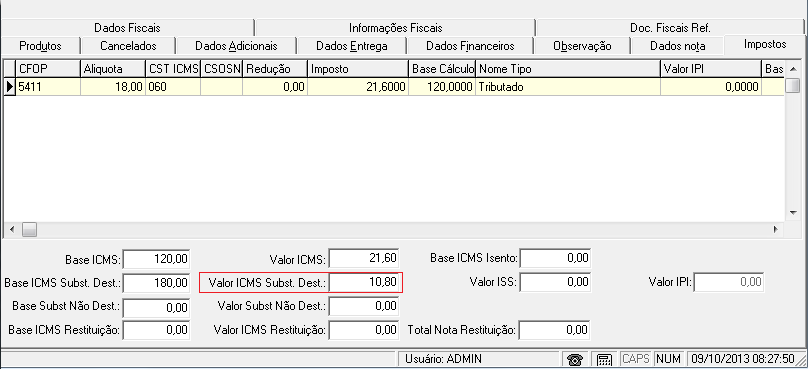 Dados Fiscais Informações Fiscais Doc. Fiscais Ref.
Produtos Cancelados Dados Adicionais Dados Entrega Dados Financeiros Observação Dados nota Impostos
CFOP Aliquota CST ICMS CSOSN Redução Imposto Base Cálculo Nome Tipo Valor IPI Bas
5411 18,00 060 0,00 21,6000 120,0000 Tributado 0,0000
Base ICMS: 120,00 Valor ICMS: 21,60 Base ICMS Isento: 0,00
Base ICMS Subst. Dest.: 180,00 Valor ICMS Subst. Dest.: 10,80 Valor ISS: 0,00 Valor IPI: 0,00
Base Subst Não Dest.: 0,00 Valor Subst Não Dest.: 0,00
Base ICMS Restituição: 0,00 Valor ICMS Restituição: 0,00 Total Nota Restituição: 0,00
Usuário: ADMIN CAPS NUM 09/10/2013 08:27:50